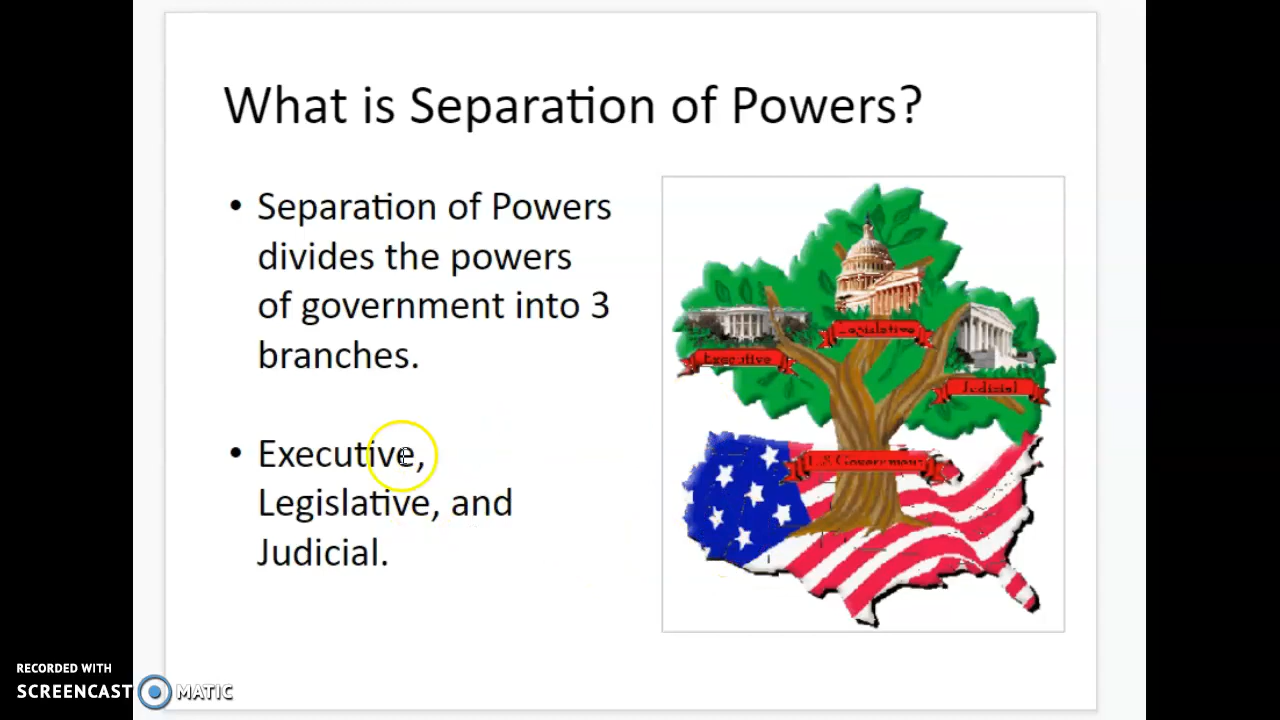 What is Separation of Powers?
• Separation of Powers
divides the powers
of government into 3
branches.
• Executive,
Legislative, and
Judicial.
Legislative
Executive
Judicial
U.S Government
RECORDED WITH
SCREENCAST MATIC